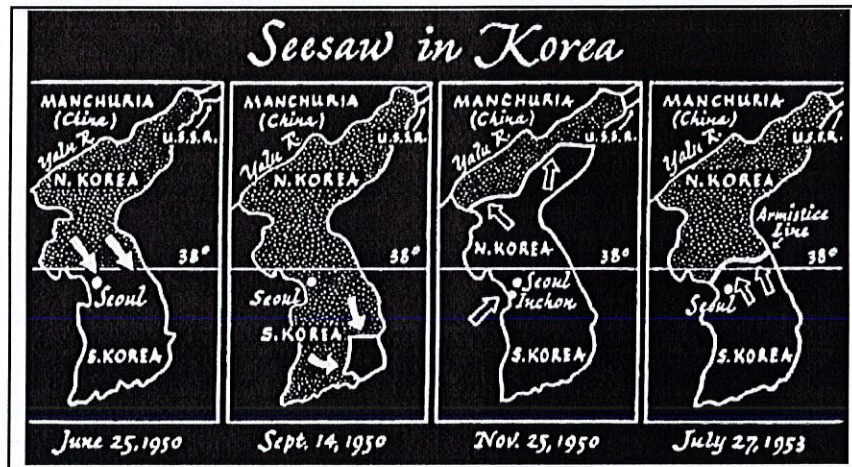 Seesaw in Korea
MANCHURIA
(China)
Yalu R.
U.S.S.R.
N. KOREA
38°
Seoul
S. KOREA
June 25, 1950
MANCHURIA
(China)
Yalu R.
U.S.S.R.
N. KOREA
38°
Seoul
S. KOREA
Sept. 14, 1950
MANCHURIA
(China)
Yalu R.
U.S.S.R.
N. KOREA
38°
Seoul
Inchon
S. KOREA
Nov. 25, 1950
MANCHURIA
(China)
Yalu R.
U.S.S.R.
N. KOREA
Armistice
Line
38°
Seoul
S. KOREA
July 27, 1953